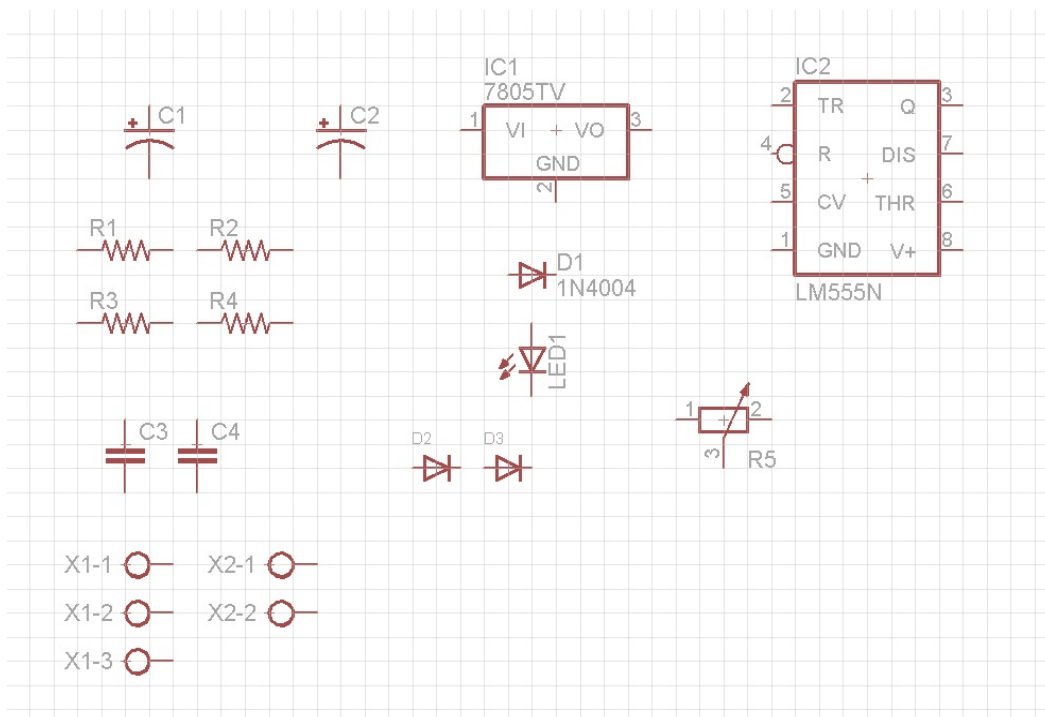 IC1
7805TV
1 VI VO 3
GND
2
IC2
2 TR Q 3
4 R DIS 7
5 CV THR 6
1 GND V+ 8
LM555N
C1 C2
R1 R2
R3 R4
D1
1N4004
LED1
C3 C4
D2 D3
1 2
3 R5
X1-1 X2-1
X1-2 X2-2
X1-3